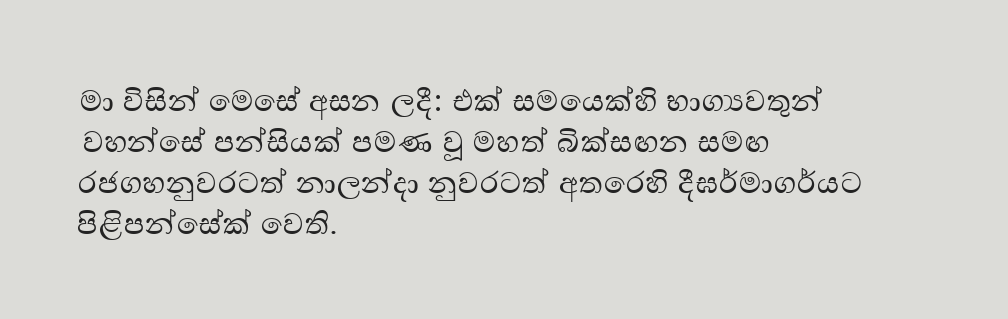 මා විසින් මෙසේ අසන ලදී: එක් සමයෙක්හි භාග්‍යවතුන්
වහන්සේ පන්සියක් පමණ වූ මහත් බික්සඟන සමඟ
රජගහනුවරටත් නාලන්දා නුවරටත් අතරෙහි දීඝර්මාගර්යට
පිළිපන්සේක් වෙති.